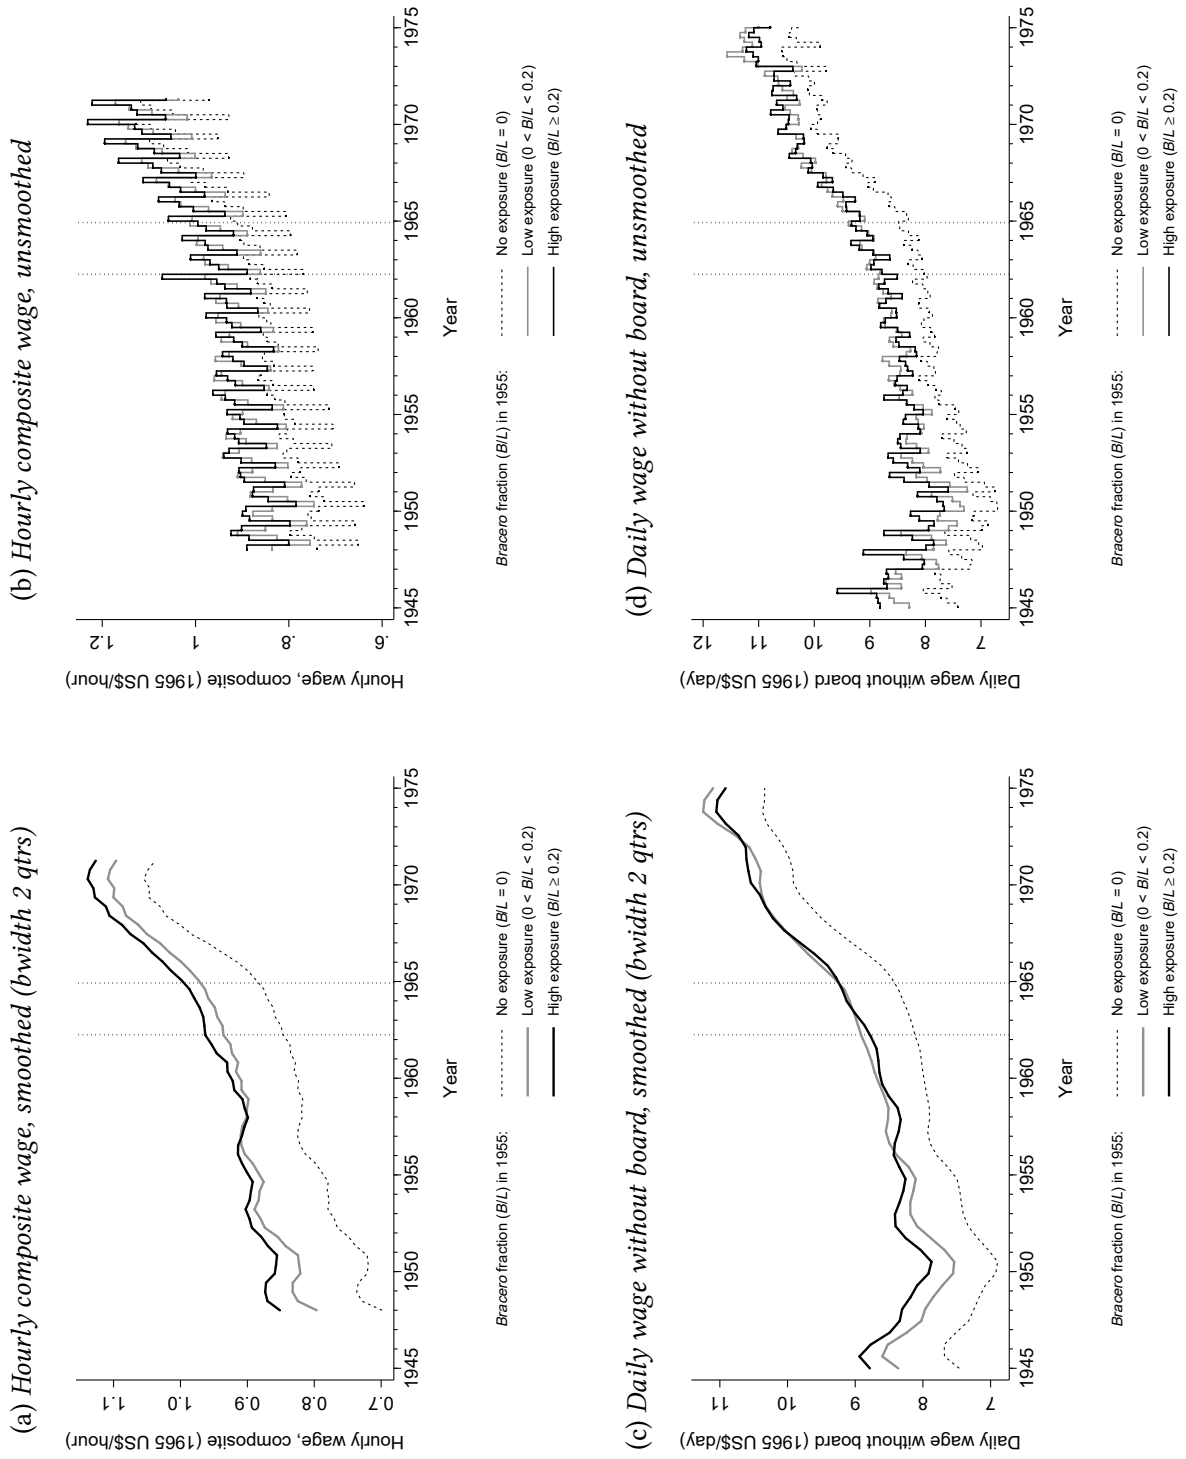 (a) Hourly composite wage, smoothed (bwidth 2 qtrs)
Hourly wage, composite (1965 US$/hour)
1.1
1.0
0.9
0.8
0.7
1945 1950 1955 1960 1965 1970 1975
Year
Bracero fraction (B/L) in 1955:
No exposure (B/L = 0)
Low exposure (0 < B/L < 0.2)
High exposure (B/L ≥ 0.2)
(b) Hourly composite wage, unsmoothed
Hourly wage, composite (1965 US$/hour)
1.2
1
.8
.6
1945 1950 1955 1960 1965 1970 1975
Year
Bracero fraction (B/L) in 1955:
No exposure (B/L = 0)
Low exposure (0 < B/L < 0.2)
High exposure (B/L ≥ 0.2)
(c) Daily wage without board, smoothed (bwidth 2 qtrs)
Daily wage without board (1965 US$/day)
11
10
9
8
7
1945 1950 1955 1960 1965 1970 1975
Year
Bracero fraction (B/L) in 1955:
No exposure (B/L = 0)
Low exposure (0 < B/L < 0.2)
High exposure (B/L ≥ 0.2)
(d) Daily wage without board, unsmoothed
Daily wage without board (1965 US$/day)
12
11
10
9
8
7
1945 1950 1955 1960 1965 1970 1975
Year
Bracero fraction (B/L) in 1955:
No exposure (B/L = 0)
Low exposure (0 < B/L < 0.2)
High exposure (B/L ≥ 0.2)